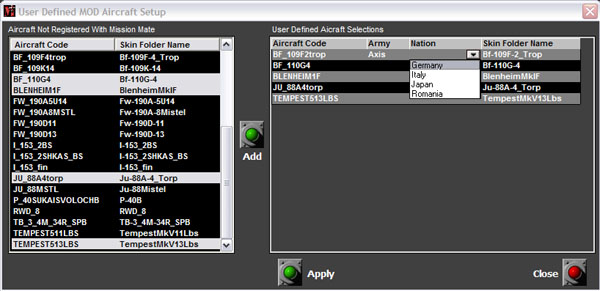 User Defined MOD Aircraft Setup
Aircraft Not Registered With Mission Mate
Aircraft Code Skin Folder Name
BF_109F4trop Bf-109F-4_Trop
BF_109K14 Bf-109K-14
BF_110G4 Bf-110G-4
BLENHEIM1F BlenheimMkIF
FW_190A5U14 Fw-190A-5U14
FW_190A8MSTL Fw-190A-8Mistel
FW_190D11 Fw-190D-11
FW_190D13 Fw-190D-13
I_153_2BS I-153_2BS
I_153_2SHKAS_BS I-153_2BS
I_153_fin I-153_2BS
JU_88A4torp Ju-88A-4_Torp
JU_88MSTL Ju-88Mistel
P_40SUKAISVOLOCHB P-40B
RWD_8 RWD_8
TB-3_4M-34R_SPB TB-3_4M-34R_SPB
TEMPEST511LBS TempestMkV11Lbs
TEMPEST513LBS TempestMkV13Lbs
Add
User Defined Aicraft Selections
Aircraft Code Army Nation Skin Folder Name
BF_109F2trop Axis Bf-109F-2_Trop
BF_110G4 Germany Bf-110G-4
BLENHEIM1F Italy BlenheimMkIF
JU_88A4torp Japan Ju-88A-4_Torp
Romania
TEMPEST513LBS TempestMkV13Lbs
Apply
Close